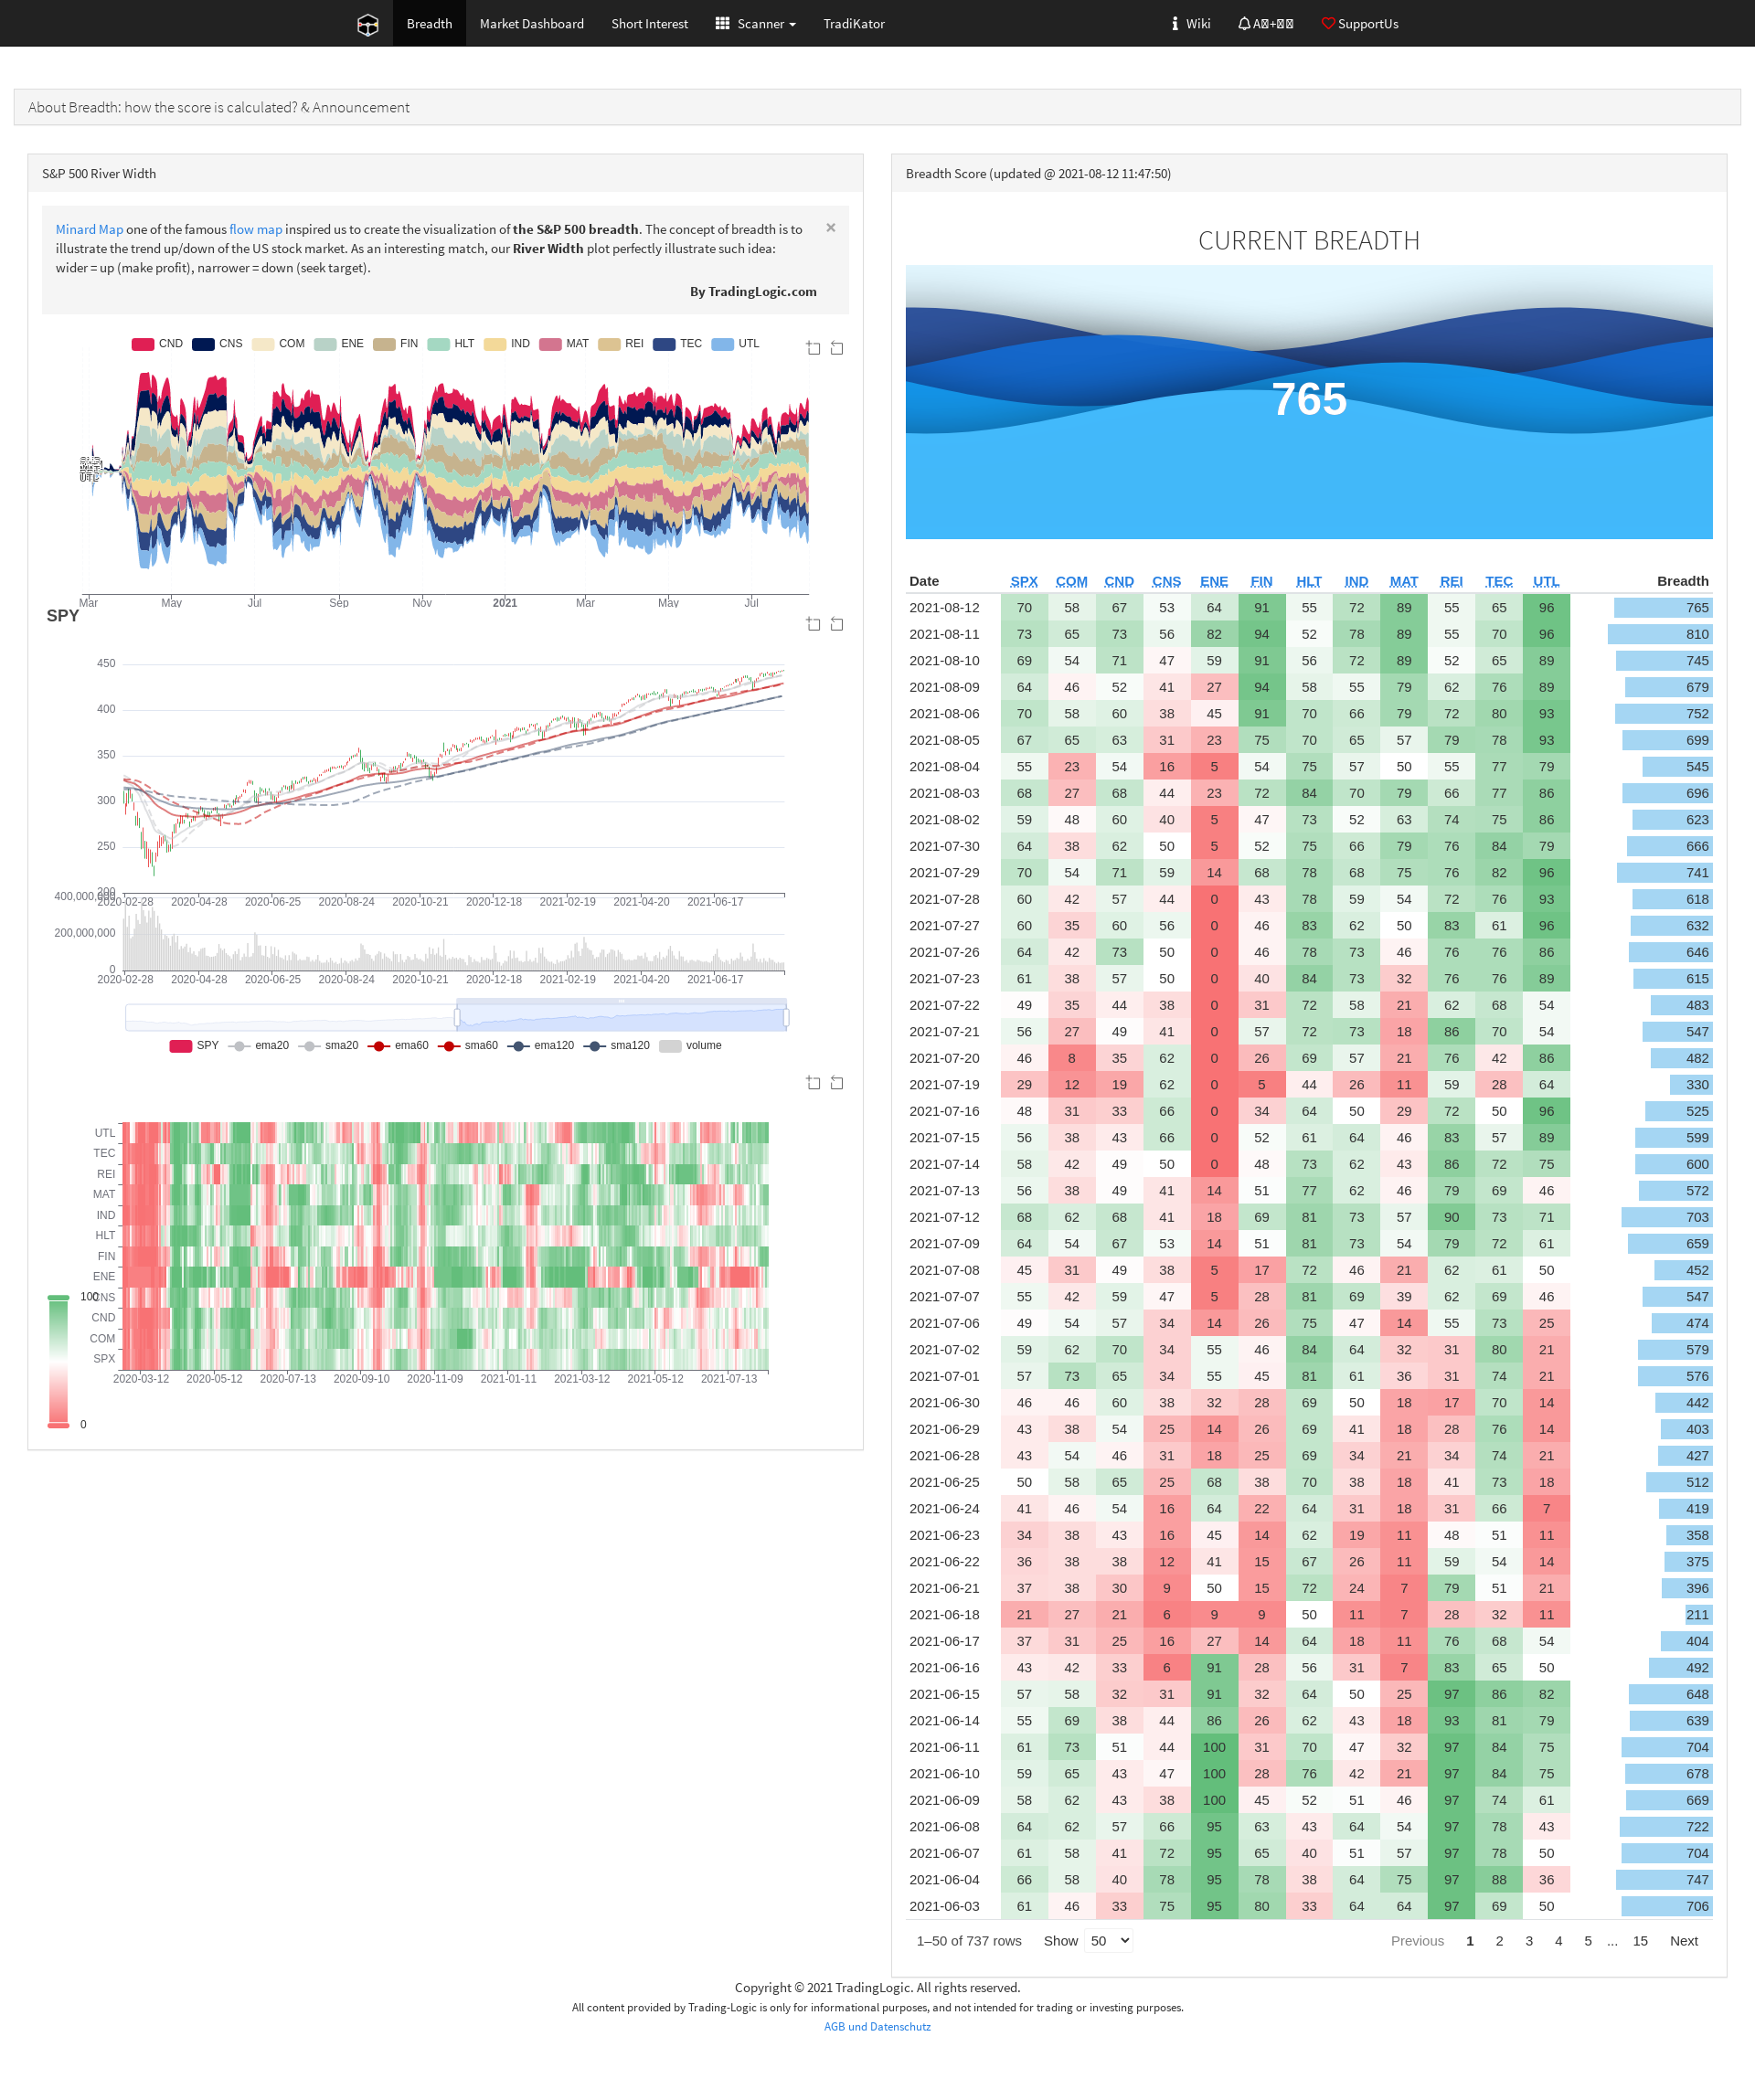 Breadth Market Dashboard Short Interest Scanner TradiKator Wiki SupportUs
About Breadth: how the score is calculated? & Announcement
S&P 500 River Width
Minard Map one of the famous flow map inspired us to create the visualization of the S&P 500 breadth. The concept of breadth is to
illustrate the trend up/down of the US stock market. As an interesting match, our River Width plot perfectly illustrate such idea:
wider = up (make profit), narrower = down (seek target).
By TradingLogic.com
CND CNS COM ENE FIN HLT IND MAT REI TEC UTL
Mar May Jul Sep Nov 2021 Mar May Jul
SPY
450
400
350
300
250
200
2020-02-28 2020-04-28 2020-06-25 2020-08-24 2020-10-21 2020-12-18 2021-02-19 2021-04-20 2021-06-17
400,000,000
200,000,000
0
2020-02-28 2020-04-28 2020-06-25 2020-08-24 2020-10-21 2020-12-18 2021-02-19 2021-04-20 2021-06-17
SPY ema20 sma20 ema60 sma60 ema120 sma120 volume
UTL
TEC
REI
MAT
IND
HLT
FIN
ENE
CNS
CND
COM
SPX
100
0
2020-03-12 2020-05-12 2020-07-13 2020-09-10 2020-11-09 2021-01-11 2021-03-12 2021-05-12 2021-07-13
Breadth Score (updated @ 2021-08-12 11:47:50)
CURRENT BREADTH
765
Date SPX COM CND CNS ENE FIN HLT IND MAT REI TEC UTL Breadth
2021-08-12 70 58 67 53 64 91 55 72 89 55 65 96 765
2021-08-11 73 65 73 56 82 94 52 78 89 55 70 96 810
2021-08-10 69 54 71 47 59 91 56 72 89 52 65 89 745
2021-08-09 64 46 52 41 27 94 58 55 79 62 76 89 679
2021-08-06 70 58 60 38 45 91 70 66 79 72 80 93 752
2021-08-05 67 65 63 31 23 75 70 65 57 79 78 93 699
2021-08-04 55 23 54 16 5 54 75 57 50 55 77 79 545
2021-08-03 68 27 68 44 23 72 84 70 79 66 77 86 696
2021-08-02 59 48 60 40 5 47 73 52 63 74 75 86 623
2021-07-30 64 38 62 50 5 52 75 66 79 76 84 79 666
2021-07-29 70 54 71 59 14 68 78 68 75 76 82 96 741
2021-07-28 60 42 57 44 0 43 78 59 54 72 76 93 618
2021-07-27 60 35 60 56 0 46 83 62 50 83 61 96 632
2021-07-26 64 42 73 50 0 46 78 73 46 76 76 86 646
2021-07-23 61 38 57 50 0 40 84 73 32 76 76 89 615
2021-07-22 49 35 44 38 0 31 72 58 21 62 68 54 483
2021-07-21 56 27 49 41 0 57 72 73 18 86 70 54 547
2021-07-20 46 8 35 62 0 26 69 57 21 76 42 86 482
2021-07-19 29 12 19 62 0 5 44 26 11 59 28 64 330
2021-07-16 48 31 33 66 0 34 64 50 29 72 50 96 525
2021-07-15 56 38 43 66 0 52 61 64 46 83 57 89 599
2021-07-14 58 42 49 50 0 48 73 62 43 86 72 75 600
2021-07-13 56 38 49 41 14 51 77 62 46 79 69 46 572
2021-07-12 68 62 68 41 18 69 81 73 57 90 73 71 703
2021-07-09 64 54 67 53 14 51 81 73 54 79 72 61 659
2021-07-08 45 31 49 38 5 17 72 46 21 62 61 50 452
2021-07-07 55 42 59 47 5 28 81 69 39 62 69 46 547
2021-07-06 49 54 57 34 14 26 75 47 14 55 73 25 474
2021-07-02 59 62 70 34 55 46 84 64 32 31 80 21 579
2021-07-01 57 73 65 34 55 45 81 61 36 31 74 21 576
2021-06-30 46 46 60 38 32 28 69 50 18 17 70 14 442
2021-06-29 43 38 54 25 14 26 69 41 18 28 76 14 403
2021-06-28 43 54 46 31 18 25 69 34 21 34 74 21 427
2021-06-25 50 58 65 25 68 38 70 38 18 41 73 18 512
2021-06-24 41 46 54 16 64 22 64 31 18 31 66 7 419
2021-06-23 34 38 43 16 45 14 62 19 11 48 51 11 358
2021-06-22 36 38 38 12 41 15 67 26 11 59 54 14 375
2021-06-21 37 38 30 9 50 15 72 24 7 79 51 21 396
2021-06-18 21 27 21 6 9 9 50 11 7 28 32 11 211
2021-06-17 37 31 25 16 27 14 64 18 11 76 68 54 404
2021-06-16 43 42 33 6 91 28 56 31 7 83 65 50 492
2021-06-15 57 58 32 31 91 32 64 50 25 97 86 82 648
2021-06-14 55 69 38 44 86 26 62 43 18 93 81 79 639
2021-06-11 61 73 51 44 100 31 70 47 32 97 84 75 704
2021-06-10 59 65 43 47 100 28 76 42 21 97 84 75 678
2021-06-09 58 62 43 38 100 45 52 51 46 97 74 61 669
2021-06-08 64 62 57 66 95 63 43 64 54 97 78 43 722
2021-06-07 61 58 41 72 95 65 40 51 57 97 78 50 704
2021-06-04 66 58 40 78 95 78 38 64 75 97 88 36 747
2021-06-03 61 46 33 75 95 80 33 64 64 97 69 50 706
1–50 of 737 rows Show 50 Previous 1 2 3 4 5 ... 15 Next
Copyright © 2021 TradingLogic. All rights reserved.
All content provided by Trading-Logic is only for informational purposes, and not intended for trading or investing purposes.
AGB und Datenschutz